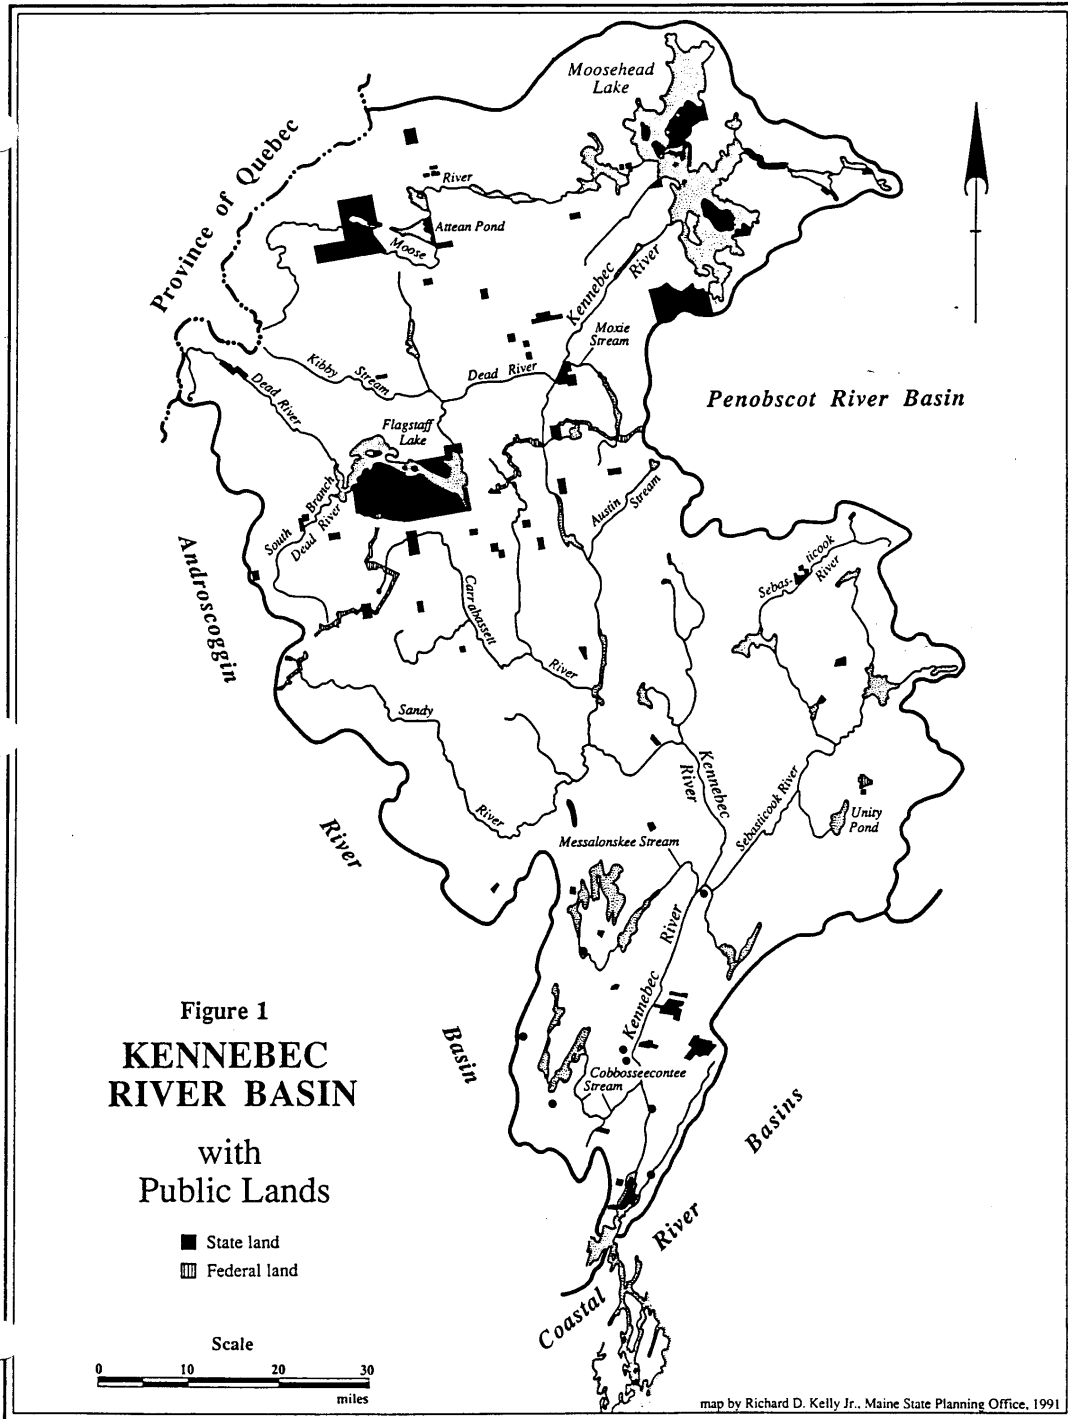 Moosehead
Lake
Province of Quebec
River
Attean Pond
Moose
Kennebec
River
Moxie
Stream
Kibby
Stream
Dead River
Dead River
Penobscot River Basin
Flagstaff
Lake
South Branch
Dead River
Austin
Stream
Sebas-
ticook
River
Androscoggin
Carrabassett
River
Sandy
River
Kennebec
River
Sebasticook River
Unity
Pond
River
Messalonskee Stream
River
Kennebec
Basin
Cobbosseecontee
Stream
Figure 1
KENNEBEC
RIVER BASIN
with
Public Lands
State land
Federal land
Basins
River
Coastal
Scale
0 10 20 30
miles
map by Richard D. Kelly Jr., Maine State Planning Office, 1991